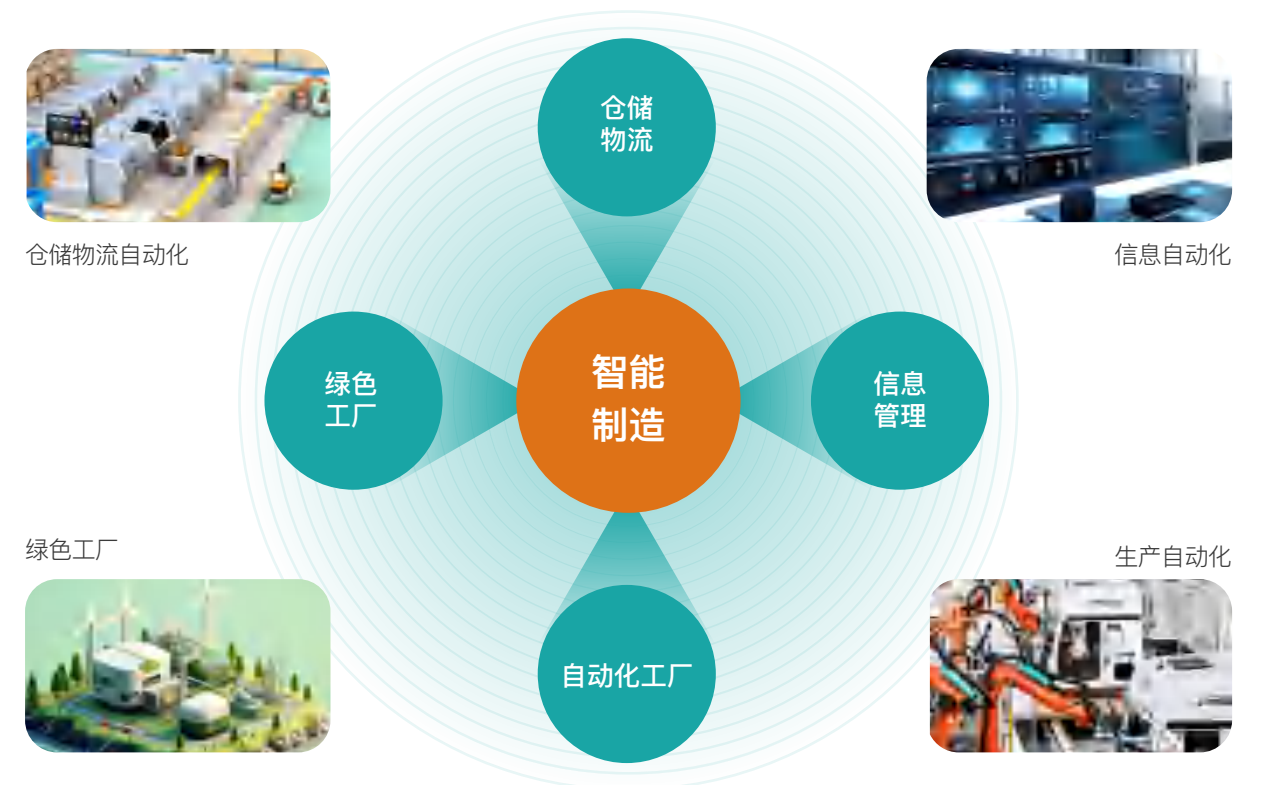 仓储
物流
仓储物流自动化
信息自动化
绿色
工厂
智能
制造
信息
管理
绿色工厂
生产自动化
自动化工厂